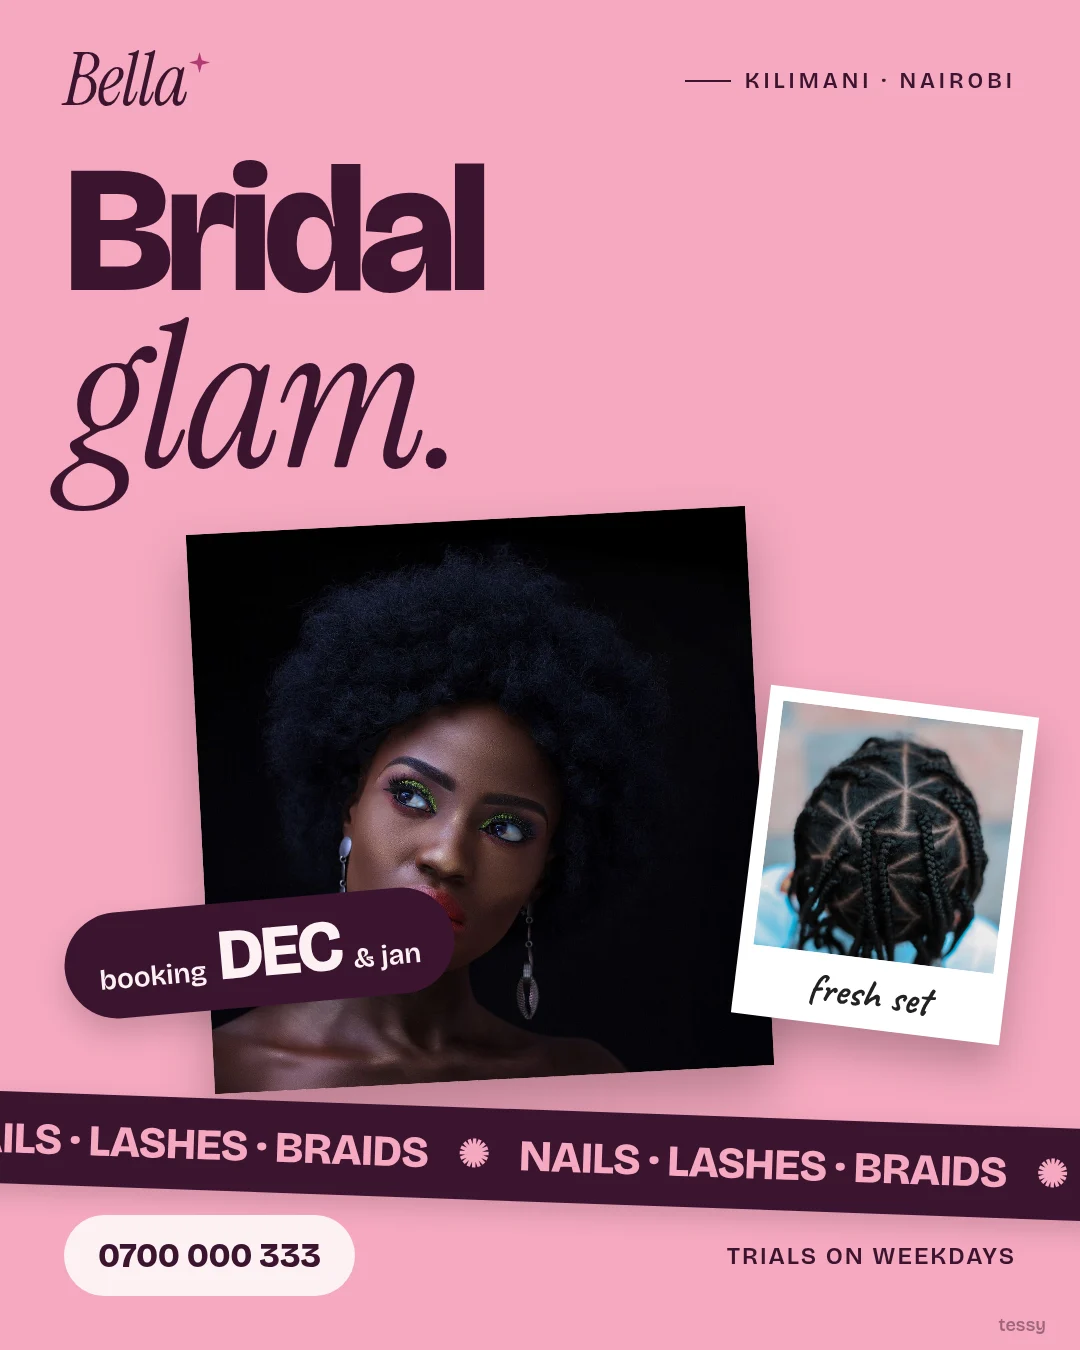 Bella
KILIMANI · NAIROBI
Bridal
glam.
booking DEC & jan
fresh set
AILS · LASHES · BRAIDS NAILS · LASHES · BRAIDS
0700 000 333
TRIALS ON WEEKDAYS
tessy